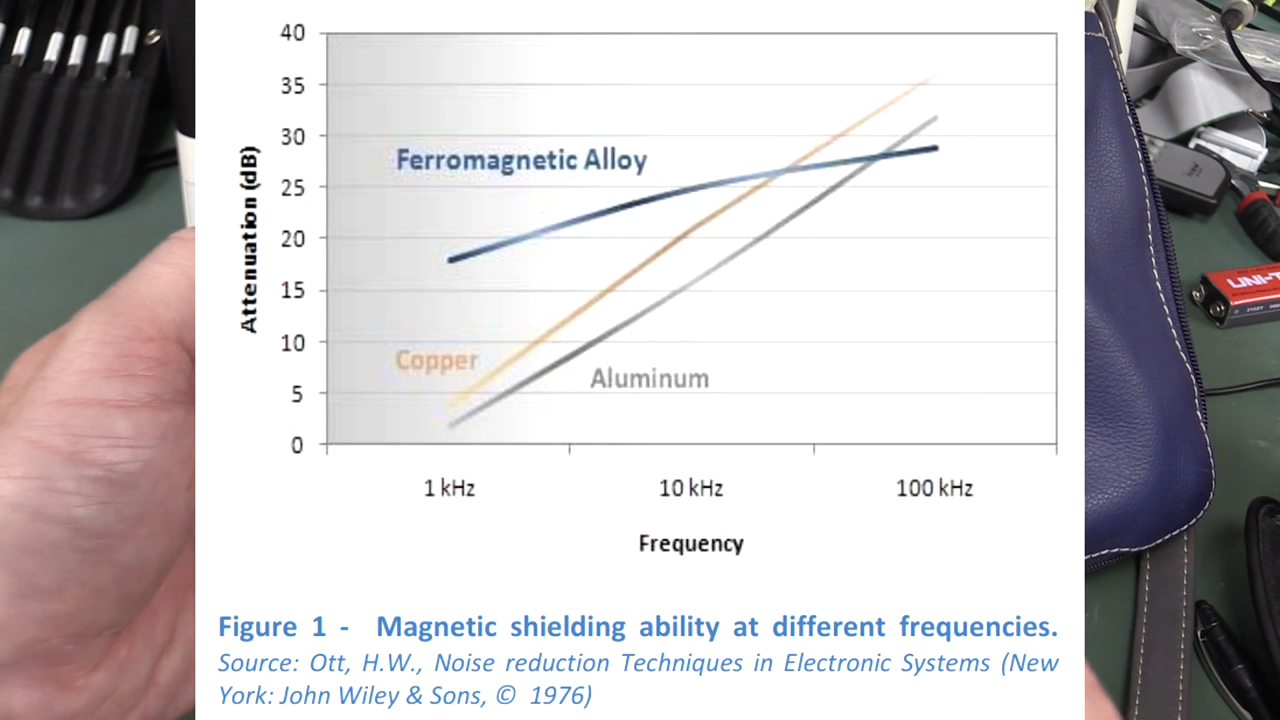 40
35
30
25
20
15
10
5
0
Attenuation (dB)
Ferromagnetic Alloy
Copper
Aluminum
1 kHz
10 kHz
100 kHz
Frequency
Figure 1 - Magnetic shielding ability at different frequencies.
Source: Ott, H.W., Noise reduction Techniques in Electronic Systems (New
York: John Wiley & Sons, © 1976)
UNI-T